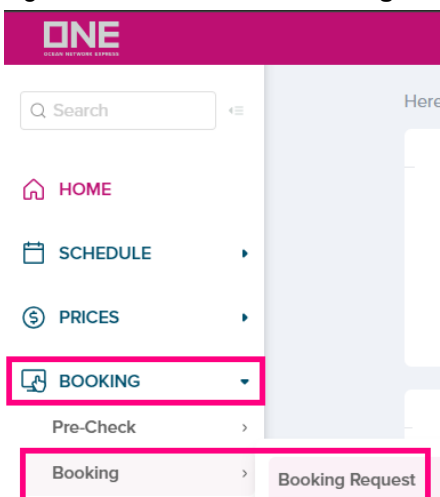 ONE
OCEAN NETWORK EXPRESS
Search
Here
HOME
SCHEDULE
PRICES
BOOKING
Pre-Check
Booking
Booking Request